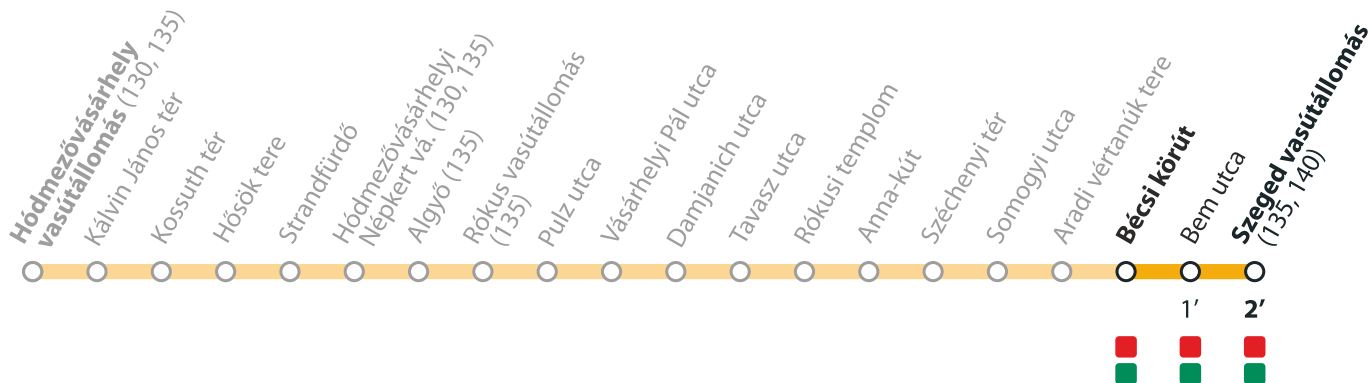 Hódmezővásárhely
vasútállomás (130, 135)
Kálvin János tér
Kossuth tér
Hősök tere
Strandfürdő
Hódmezővásárhelyi
Népkert vá. (130, 135)
Algyő (135)
Rókus vasútállomás
(135)
Pulz utca
Vásárhelyi Pál utca
Damjanich utca
Tavasz utca
Rókusi templom
Anna-kút
Széchenyi tér
Somogyi utca
Aradi vértanúk tere
Bécsi körút
Bem utca
Szeged vasútállomás
(135, 140)
1’
2’